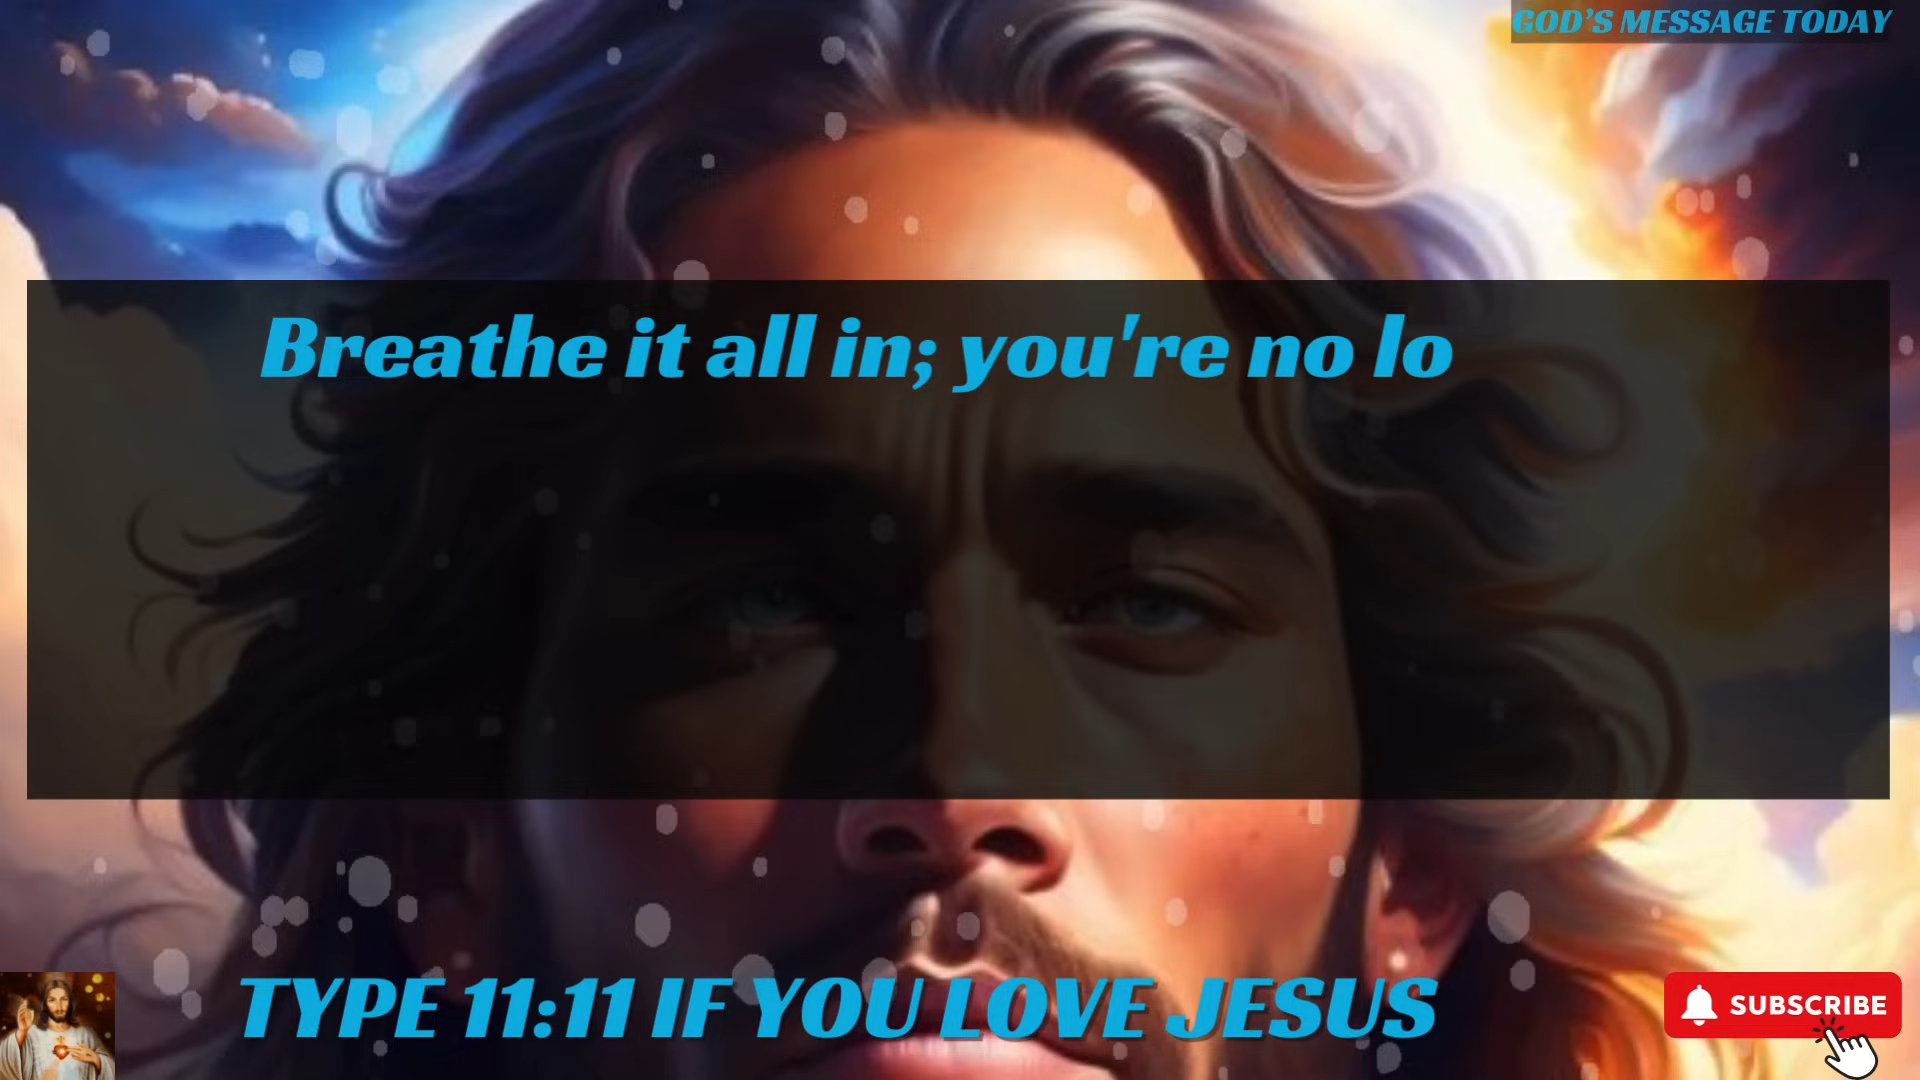 GOD'S MESSAGE TODAY
Breathe it all in; you're no lo
TYPE 11:11 IF YOU LOVE JESUS
SUBSCRIBE